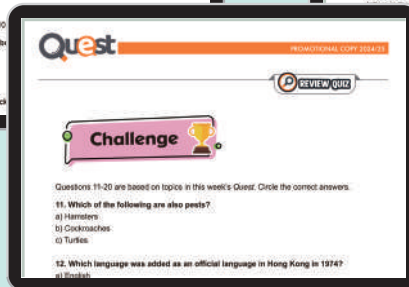 Quest
PROMOTIONAL COPY 2024/25
REVIEW QUIZ
Challenge
Questions 11-20 are based on topics in this week's Quest. Circle the correct answers.
11. Which of the following are also pests?
a) Hamsters
b) Cockroaches
c) Turtles
12. Which language was added as an official language in Hong Kong in 1974?
a) English